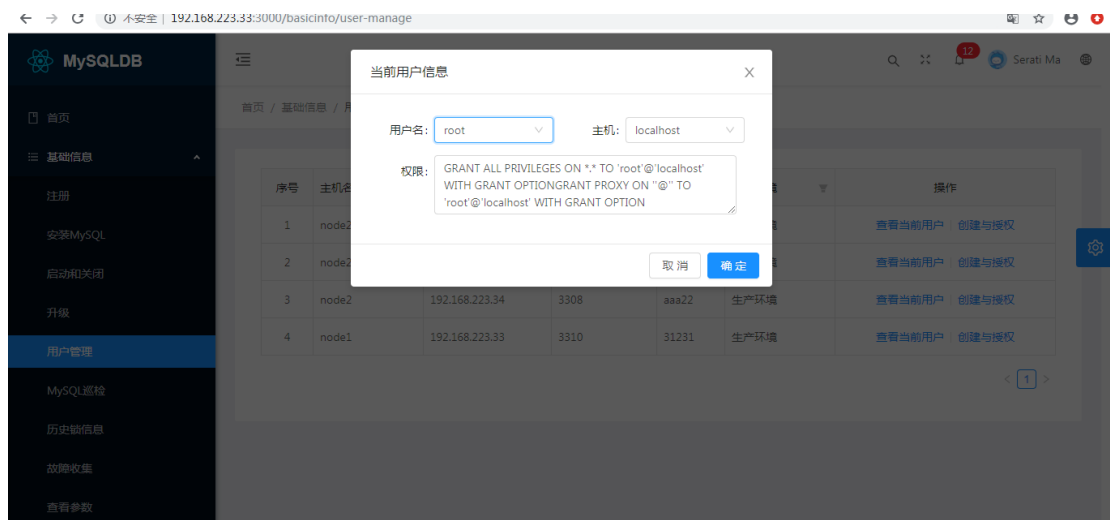 不安全 | 192.168.223.33:3000/basicinfo/user-manage
MySQLDB
12
Serati Ma
首页
基础信息
注册
安装MySQL
启动和关闭
升级
用户管理
MySQL巡检
历史锁信息
故障收集
查看参数
首页 / 基础信息 /
当前用户信息
用户名: root 主机: localhost
权限: GRANT ALL PRIVILEGES ON *.* TO 'root'@'localhost'
WITH GRANT OPTIONGRANT PROXY ON ''@'' TO
'root'@'localhost' WITH GRANT OPTION
取消 确定
序号 主机名 操作
1 node2 查看当前用户 创建与授权
2 node2 查看当前用户 创建与授权
3 node2 192.168.223.34 3308 aaa22 生产环境 查看当前用户 创建与授权
4 node1 192.168.223.33 3310 31231 生产环境 查看当前用户 创建与授权
< 1 >